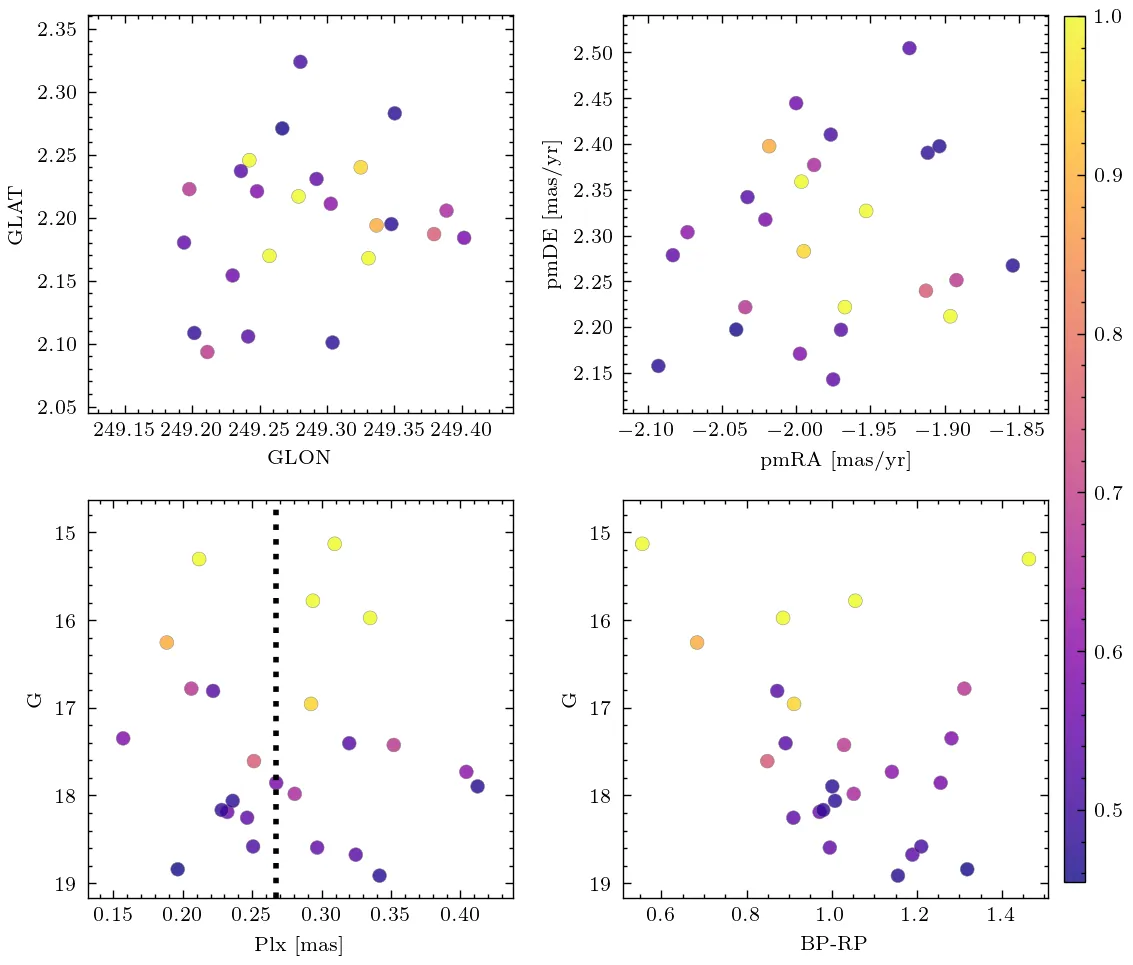 2.35
2.30
2.25
2.20
2.15
2.10
2.05
GLAT
249.15 249.20 249.25 249.30 249.35 249.40
GLON
2.50
2.45
2.40
2.35
2.30
2.25
2.20
2.15
pmDE [mas/yr]
−2.10 −2.05 −2.00 −1.95 −1.90 −1.85
pmRA [mas/yr]
1.0
0.9
0.8
0.7
0.6
0.5
15
16
17
18
19
G
0.15 0.20 0.25 0.30 0.35 0.40
Plx [mas]
15
16
17
18
19
G
0.6 0.8 1.0 1.2 1.4
BP-RP